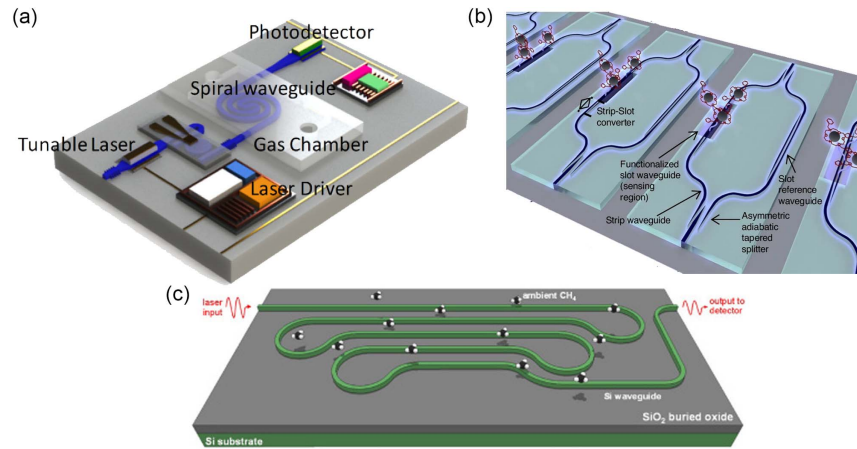 (a)
Photodetector
Spiral waveguide
Tunable Laser
Gas Chamber
Laser Driver
(b)
Strip-Slot
converter
Functionalized
slot waveguide
(sensing
region)
Strip waveguide
Asymmetric
adiabatic
tapered
splitter
Slot
reference
waveguide
(c)
laser
input
ambient CH₄
output to
detector
Si waveguide
SiO₂ buried oxide
Si substrate